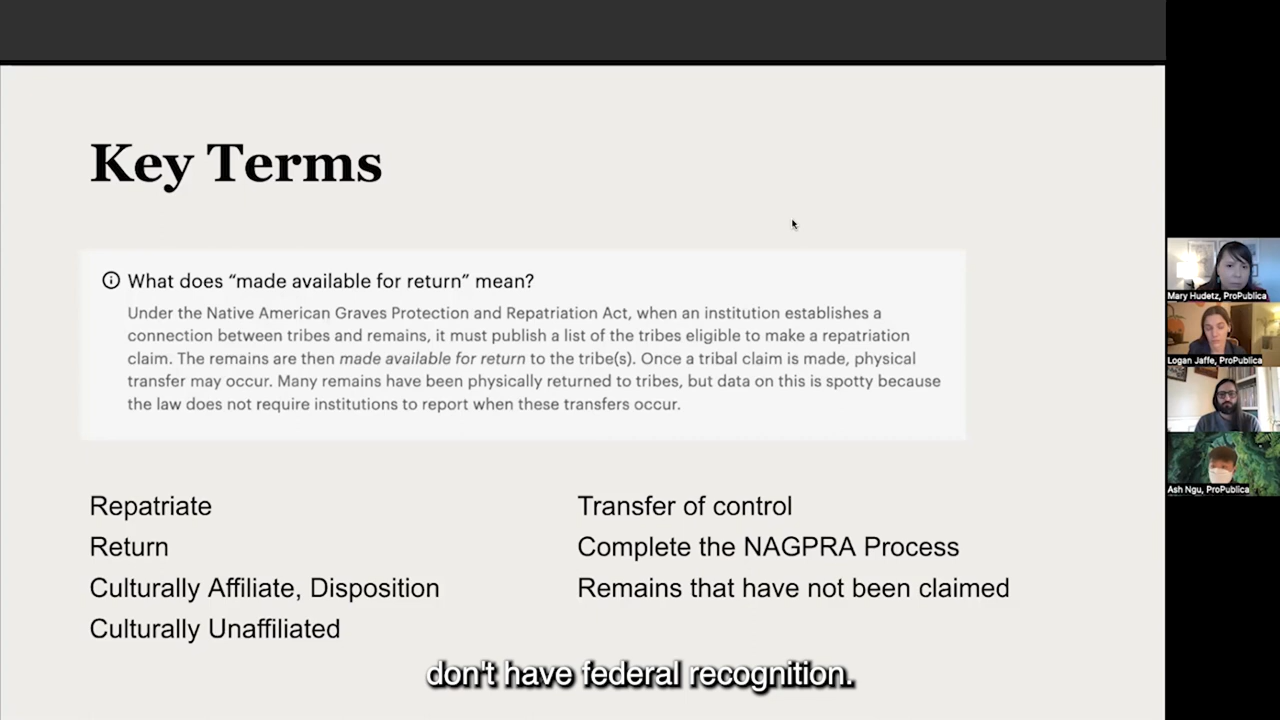 Key Terms
What does “made available for return” mean?
Under the Native American Graves Protection and Repatriation Act, when an institution establishes a
connection between tribes and remains, it must publish a list of the tribes eligible to make a repatriation
claim. The remains are then made available for return to the tribe(s). Once a tribal claim is made, physical
transfer may occur. Many remains have been physically returned to tribes, but data on this is spotty because
the law does not require institutions to report when these transfers occur.
Repatriate
Return
Culturally Affiliate, Disposition
Culturally Unaffiliated
Transfer of control
Complete the NAGPRA Process
Remains that have not been claimed
don't have federal recognition.
Mary Hudetz, ProPublica
Logan Jaffe, ProPublica
Ash Ngu, ProPublica